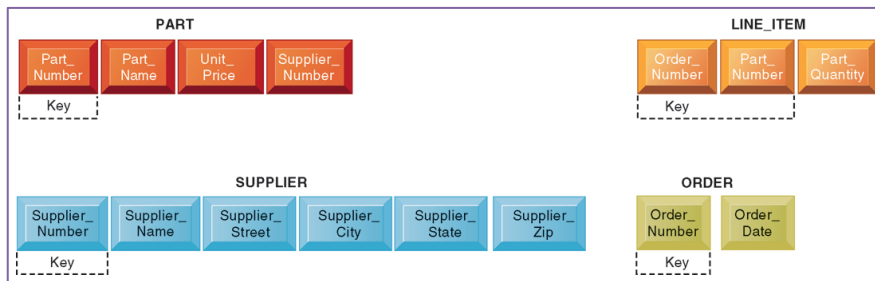 PART
Part_
Number
Part_
Name
Unit_
Price
Supplier_
Number
Key
LINE_ITEM
Order_
Number
Part_
Number
Part_
Quantity
Key
SUPPLIER
Supplier_
Number
Supplier_
Name
Supplier_
Street
Supplier_
City
Supplier_
State
Supplier_
Zip
Key
ORDER
Order_
Number
Order_
Date
Key